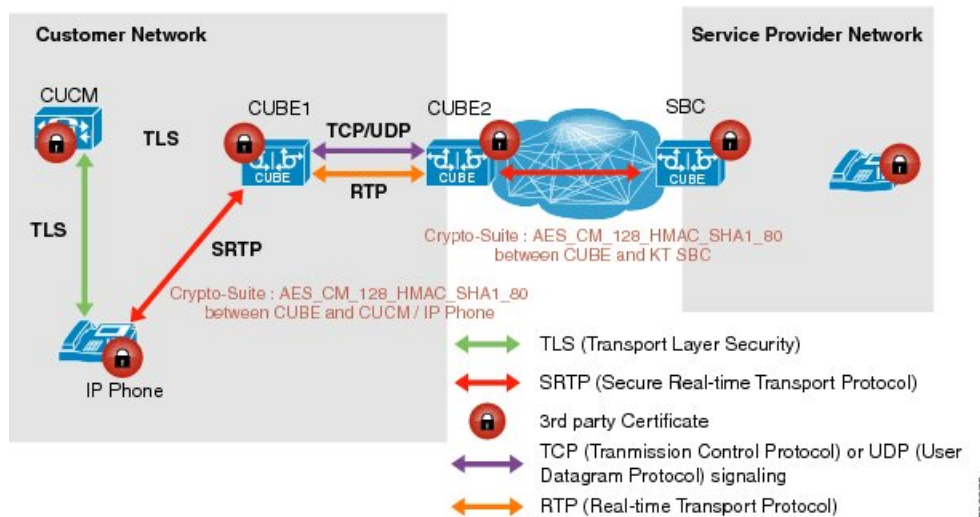 Customer Network
Service Provider Network
CUCM
TLS
CUBE1
TCP/UDP
CUBE2
SBC
CUBE
RTP
CUBE
CUBE
TLS
SRTP
Crypto-Suite : AES_CM_128_HMAC_SHA1_80
between CUBE and KT SBC
Crypto-Suite : AES_CM_128_HMAC_SHA1_80
between CUBE and CUCM / IP Phone
IP Phone
TLS (Transport Layer Security)
SRTP (Secure Real-time Transport Protocol)
3rd party Certificate
TCP (Tranmission Control Protocol) or UDP (User
Datagram Protocol) signaling
RTP (Real-time Transport Protocol)